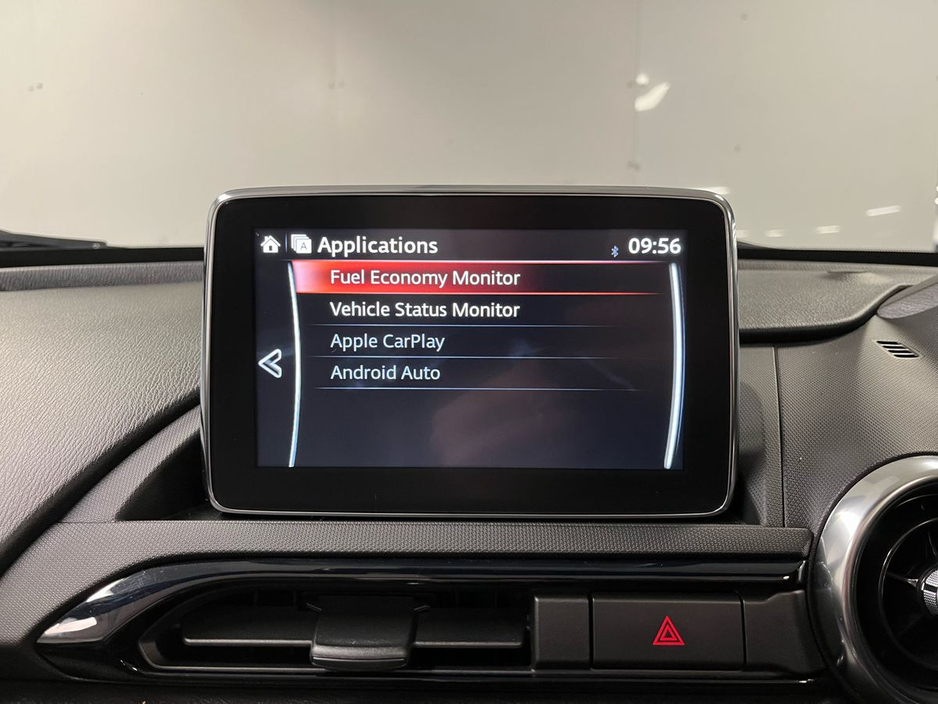 A Applications 09:56
Fuel Economy Monitor
Vehicle Status Monitor
Apple CarPlay
Android Auto